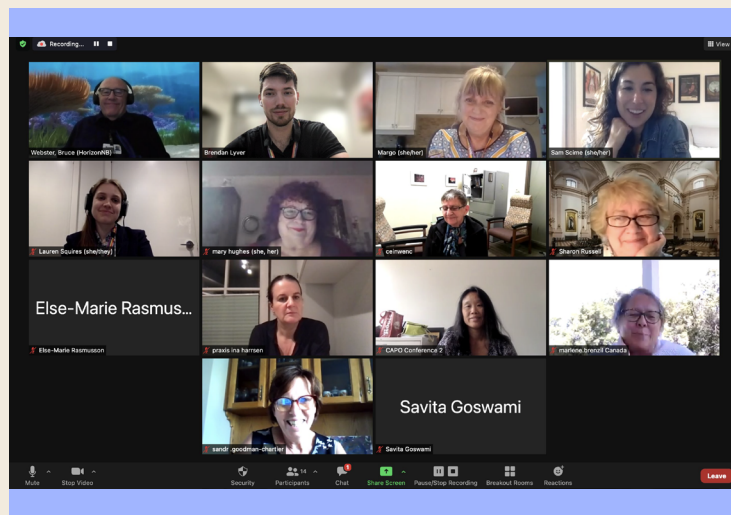 Recording...
View
Webster, Bruce (HorizonNB)
Brendan Lyver
Margo (she/her)
Sam Scime (she/her)
Lauren Squires (she/they)
mary hughes (she, her)
ceinwenc
Sharon Russell
Else-Marie Rasmus...
Else-Marie Rasmusson
praxis ina harrsen
CAPO Conference 2
marlene brenzil Canada
sandr .goodman-chartier
Savita Goswami
Savita Goswami
Mute
Stop Video
Security
Participants
14
Chat
1
Share Screen
Pause/Stop Recording
Breakout Rooms
Reactions
Leave